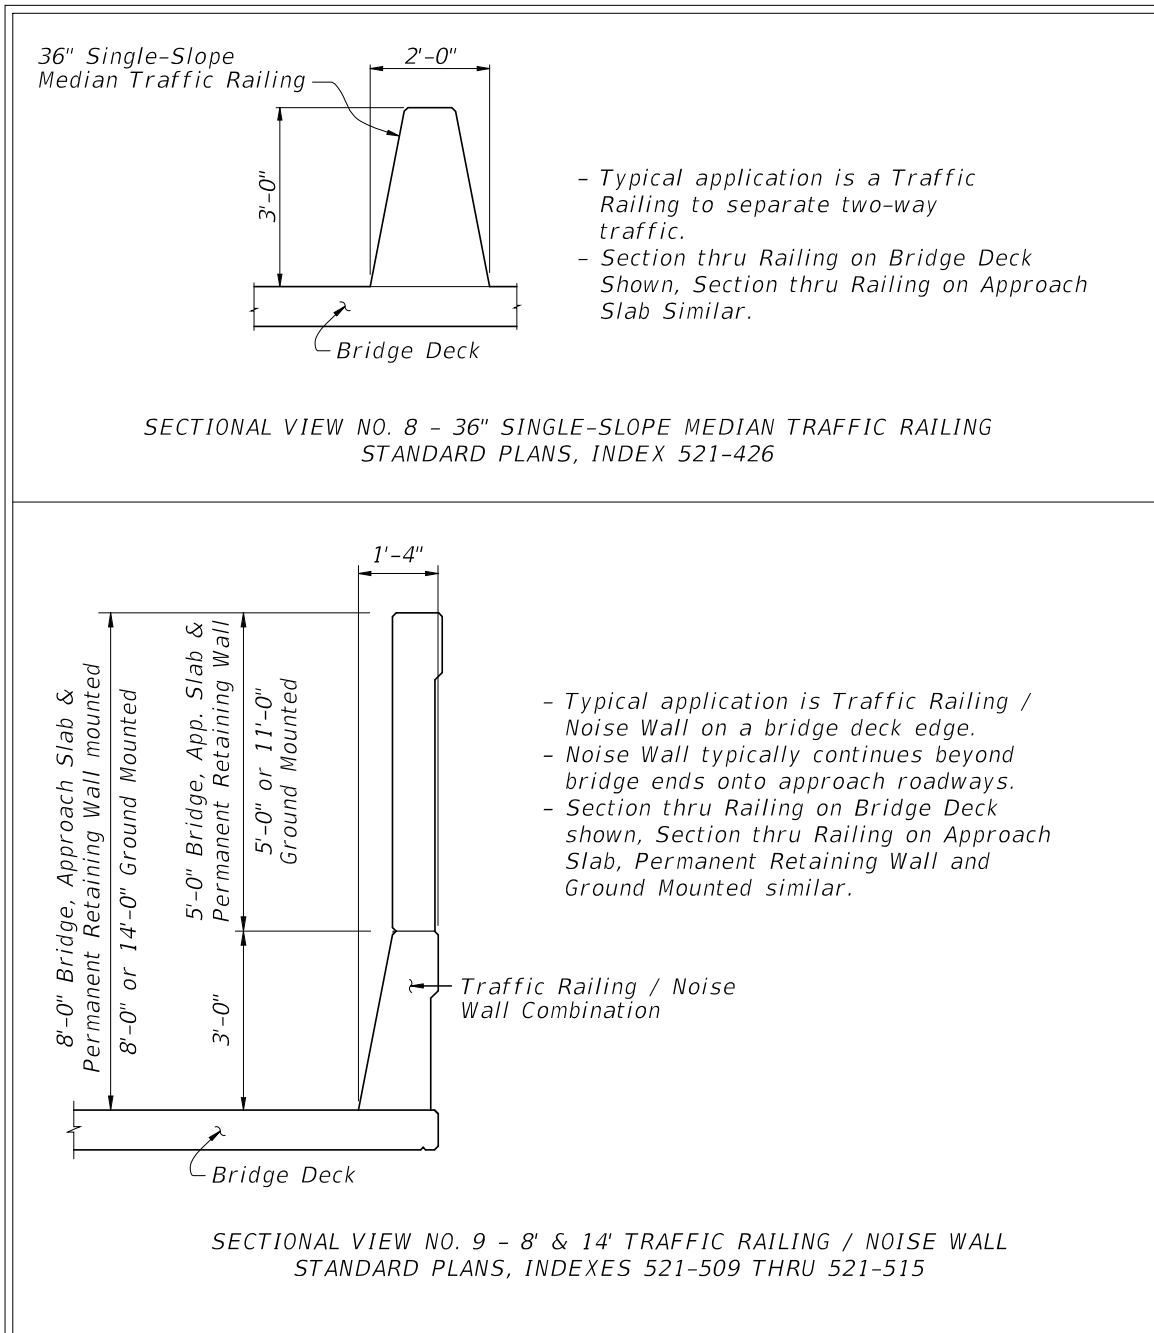 36" Single-Slope
Median Traffic Railing
2'-0"
3'-0"
- Typical application is a Traffic
Railing to separate two-way
traffic.
- Section thru Railing on Bridge Deck
Shown, Section thru Railing on Approach
Slab Similar.
Bridge Deck
SECTIONAL VIEW NO. 8 - 36" SINGLE-SLOPE MEDIAN TRAFFIC RAILING
STANDARD PLANS, INDEX 521-426
1'-4"
8'-0" Bridge, Approach Slab &
Permanent Retaining Wall mounted
8'-0" or 14'-0" Ground Mounted
5'-0" Bridge, App. Slab &
Permanent Retaining Wall
5'-0" or 11'-0"
Ground Mounted
3'-0"
- Typical application is Traffic Railing /
Noise Wall on a bridge deck edge.
- Noise Wall typically continues beyond
bridge ends onto approach roadways.
- Section thru Railing on Bridge Deck
shown, Section thru Railing on Approach
Slab, Permanent Retaining Wall and
Ground Mounted similar.
Traffic Railing / Noise
Wall Combination
Bridge Deck
SECTIONAL VIEW NO. 9 - 8' & 14' TRAFFIC RAILING / NOISE WALL
STANDARD PLANS, INDEXES 521-509 THRU 521-515